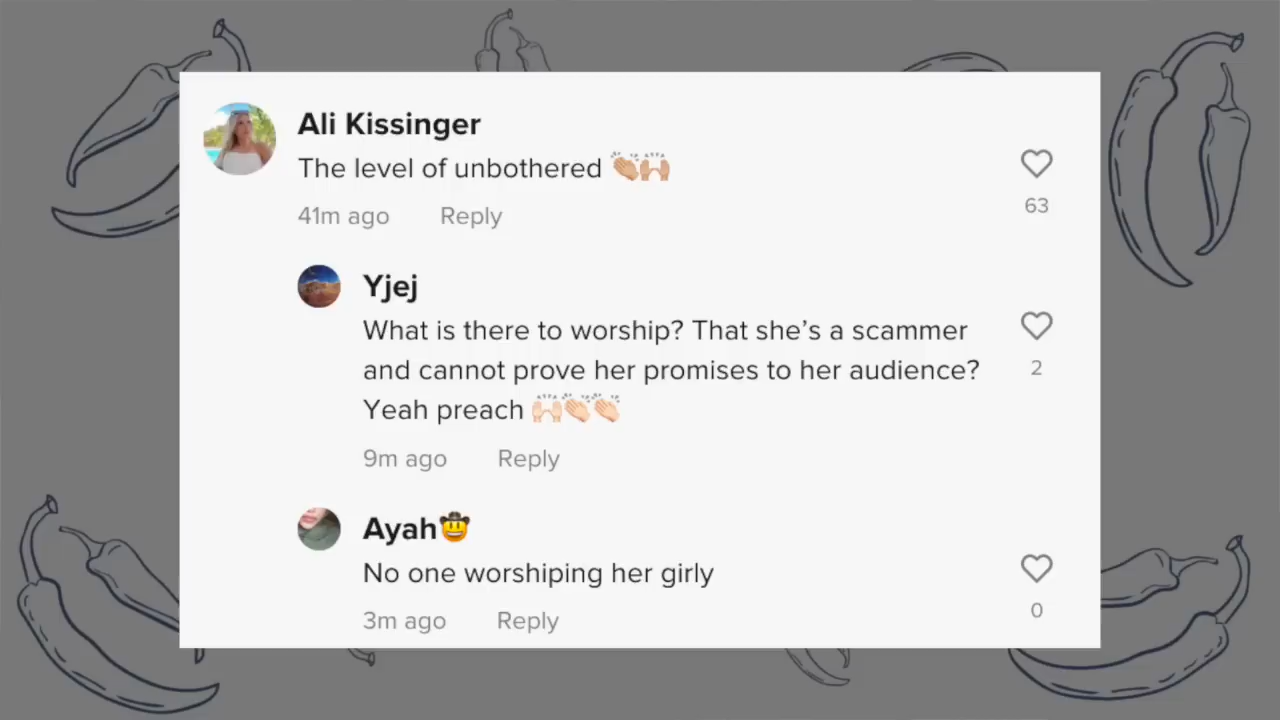 Ali Kissinger
The level of unbothered 👏🏼🙌🏼
63
41m ago Reply
Yjej
What is there to worship? That she’s a scammer
and cannot prove her promises to her audience?
Yeah preach 🙌🏻👏🏻👏🏻
2
9m ago Reply
Ayah🤠
No one worshiping her girly
0
3m ago Reply